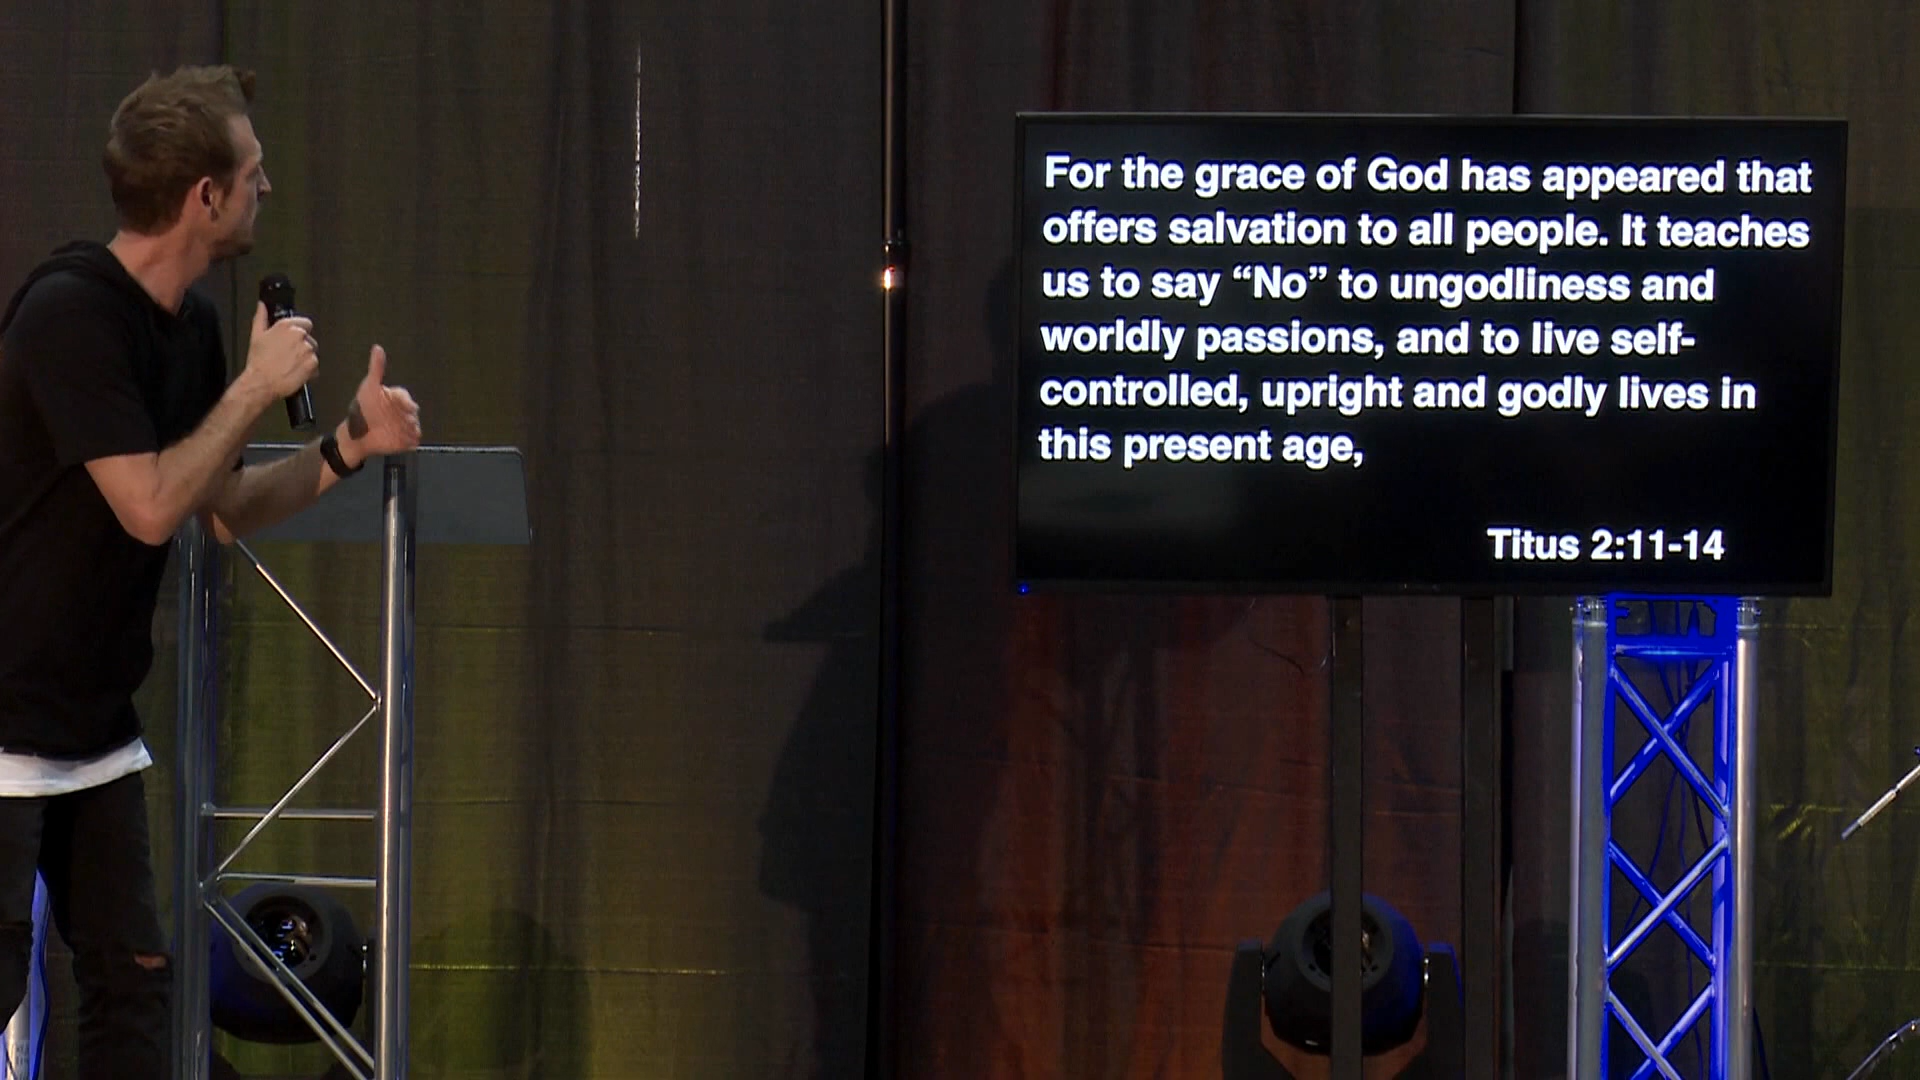 For the grace of God has appeared that
offers salvation to all people. It teaches
us to say “No” to ungodliness and
worldly passions, and to live self-
controlled, upright and godly lives in
this present age,
Titus 2:11-14